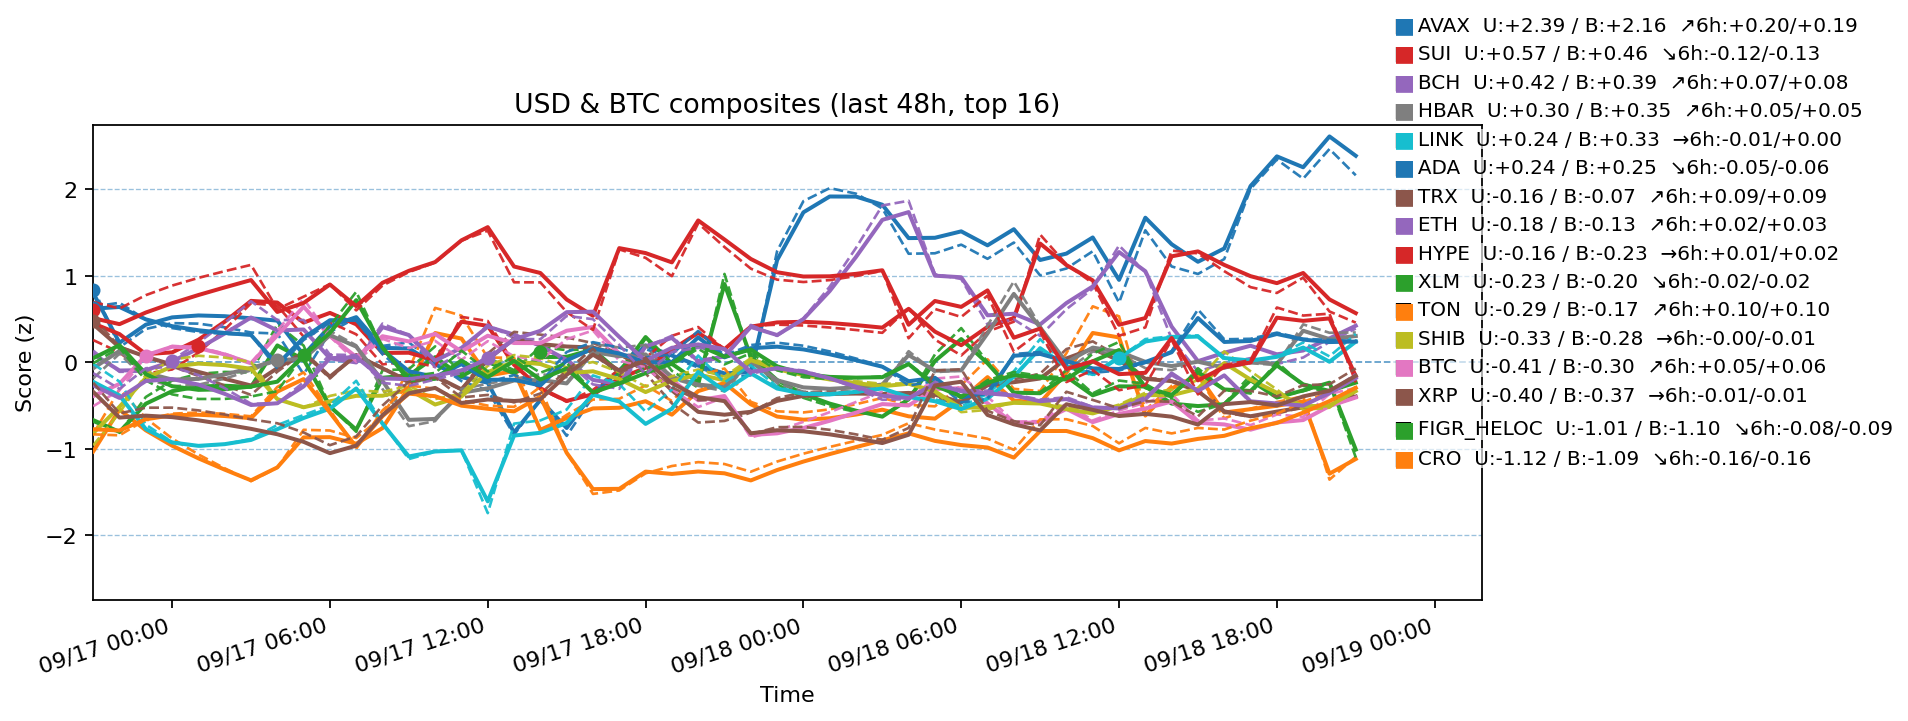 AVAX  U:+2.39 / B:+2.16  ↗6h:+0.20/+0.19
SUI  U:+0.57 / B:+0.46  ↘6h:-0.12/-0.13
BCH  U:+0.42 / B:+0.39  ↗6h:+0.07/+0.08
HBAR  U:+0.30 / B:+0.35  ↗6h:+0.05/+0.05
LINK  U:+0.24 / B:+0.33  →6h:-0.01/+0.00
ADA  U:+0.24 / B:+0.25  ↘6h:-0.05/-0.06
TRX  U:-0.16 / B:-0.07  ↗6h:+0.09/+0.09
ETH  U:-0.18 / B:-0.13  ↗6h:+0.02/+0.03
HYPE  U:-0.16 / B:-0.23  →6h:+0.01/+0.02
XLM  U:-0.23 / B:-0.20  ↘6h:-0.02/-0.02
TON  U:-0.29 / B:-0.17  ↗6h:+0.10/+0.10
SHIB  U:-0.33 / B:-0.28  →6h:-0.00/-0.01
BTC  U:-0.41 / B:-0.30  ↗6h:+0.05/+0.06
XRP  U:-0.40 / B:-0.37  →6h:-0.01/-0.01
FIGR_HELOC  U:-1.01 / B:-1.10  ↘6h:-0.08/-0.09
CRO  U:-1.12 / B:-1.09  ↘6h:-0.16/-0.16
USD & BTC composites (last 48h, top 16)
Score (z)
2
1
0
−1
−2
09/17 00:00
09/17 06:00
09/17 12:00
09/17 18:00
09/18 00:00
09/18 06:00
09/18 12:00
09/18 18:00
09/19 00:00
Time